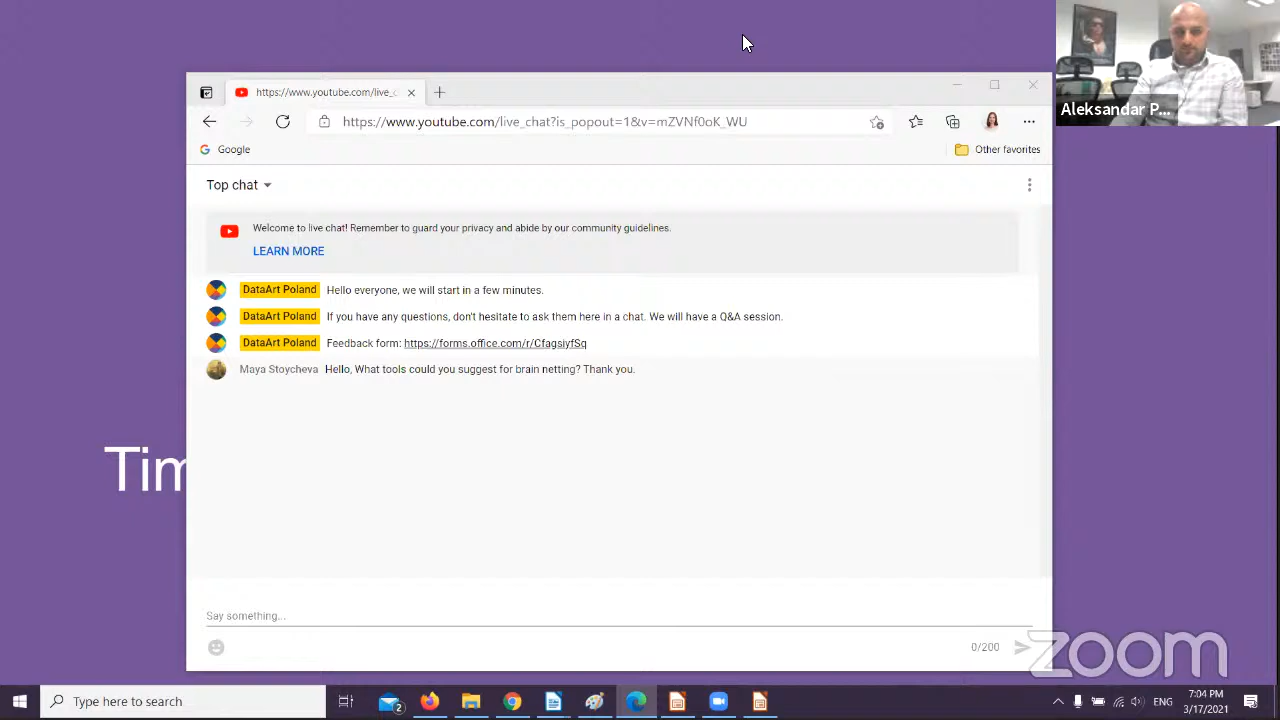 https://www.youtube.com/live_c
https://www.youtube.com/live_chat?is_popout=1&v=mZVNf0oK_WU
Google
Other favorites
Aleksandar P...
Top chat
Welcome to live chat! Remember to guard your privacy and abide by our community guidelines.
LEARN MORE
DataArt Poland Hello everyone, we will start in a few minutes.
DataArt Poland If you have any questions, don't hesitate to ask them here in a chat. We will have a Q&A session.
DataArt Poland Feedback form: https://forms.office.com/r/CfagsiyfSq
Maya Stoycheva Hello, What tools could you suggest for brain netting? Thank you.
Tim
Say something...
0/200
zoom
Type here to search
2
ENG
7:04 PM
3/17/2021